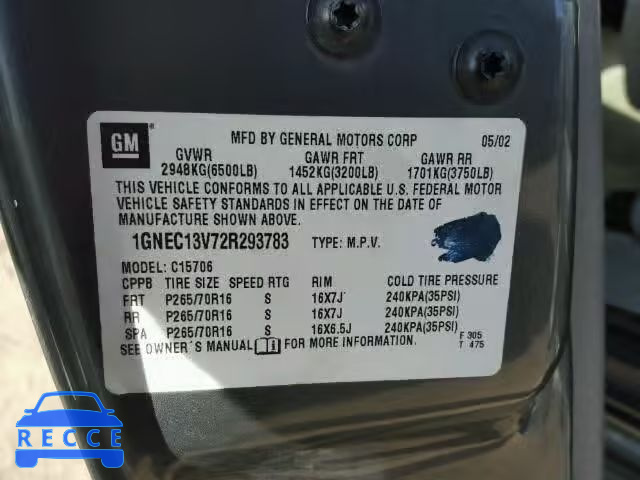 GM
MFD BY GENERAL MOTORS CORP 05/02
GVWR GAWR FRT GAWR RR
2948KG(6500LB) 1452KG(3200LB) 1701KG(3750LB)
THIS VEHICLE CONFORMS TO ALL APPLICABLE U.S. FEDERAL MOTOR
VEHICLE SAFETY STANDARDS IN EFFECT ON THE DATE OF
MANUFACTURE SHOWN ABOVE.
1GNEC13V72R293783 TYPE: M.P.V.
MODEL: C15706
CPPB TIRE SIZE SPEED RTG RIM COLD TIRE PRESSURE
FRT P265/70R16 S 16X7J 240KPA(35PSI)
RR P265/70R16 S 16X7J 240KPA(35PSI)
SPA P265/70R16 S 16X6.5J 240KPA(35PSI)
SEE OWNER'S MANUAL FOR MORE INFORMATION.
F 305
T 475
RECCE